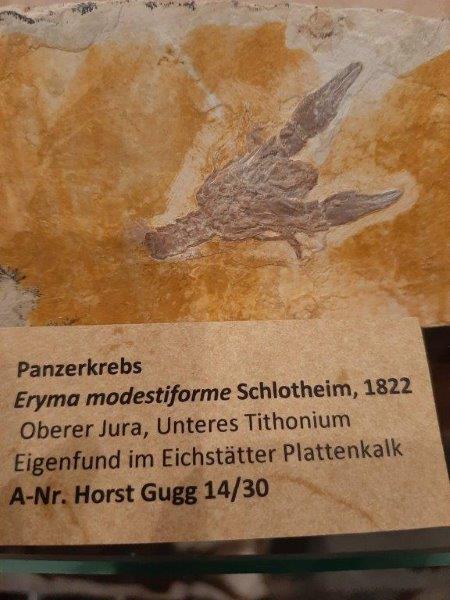 Panzerkrebs
Eryma modestiforme Schlotheim, 1822
Oberer Jura, Unteres Tithonium
Eigenfund im Eichstätter Plattenkalk
A-Nr. Horst Gugg 14/30